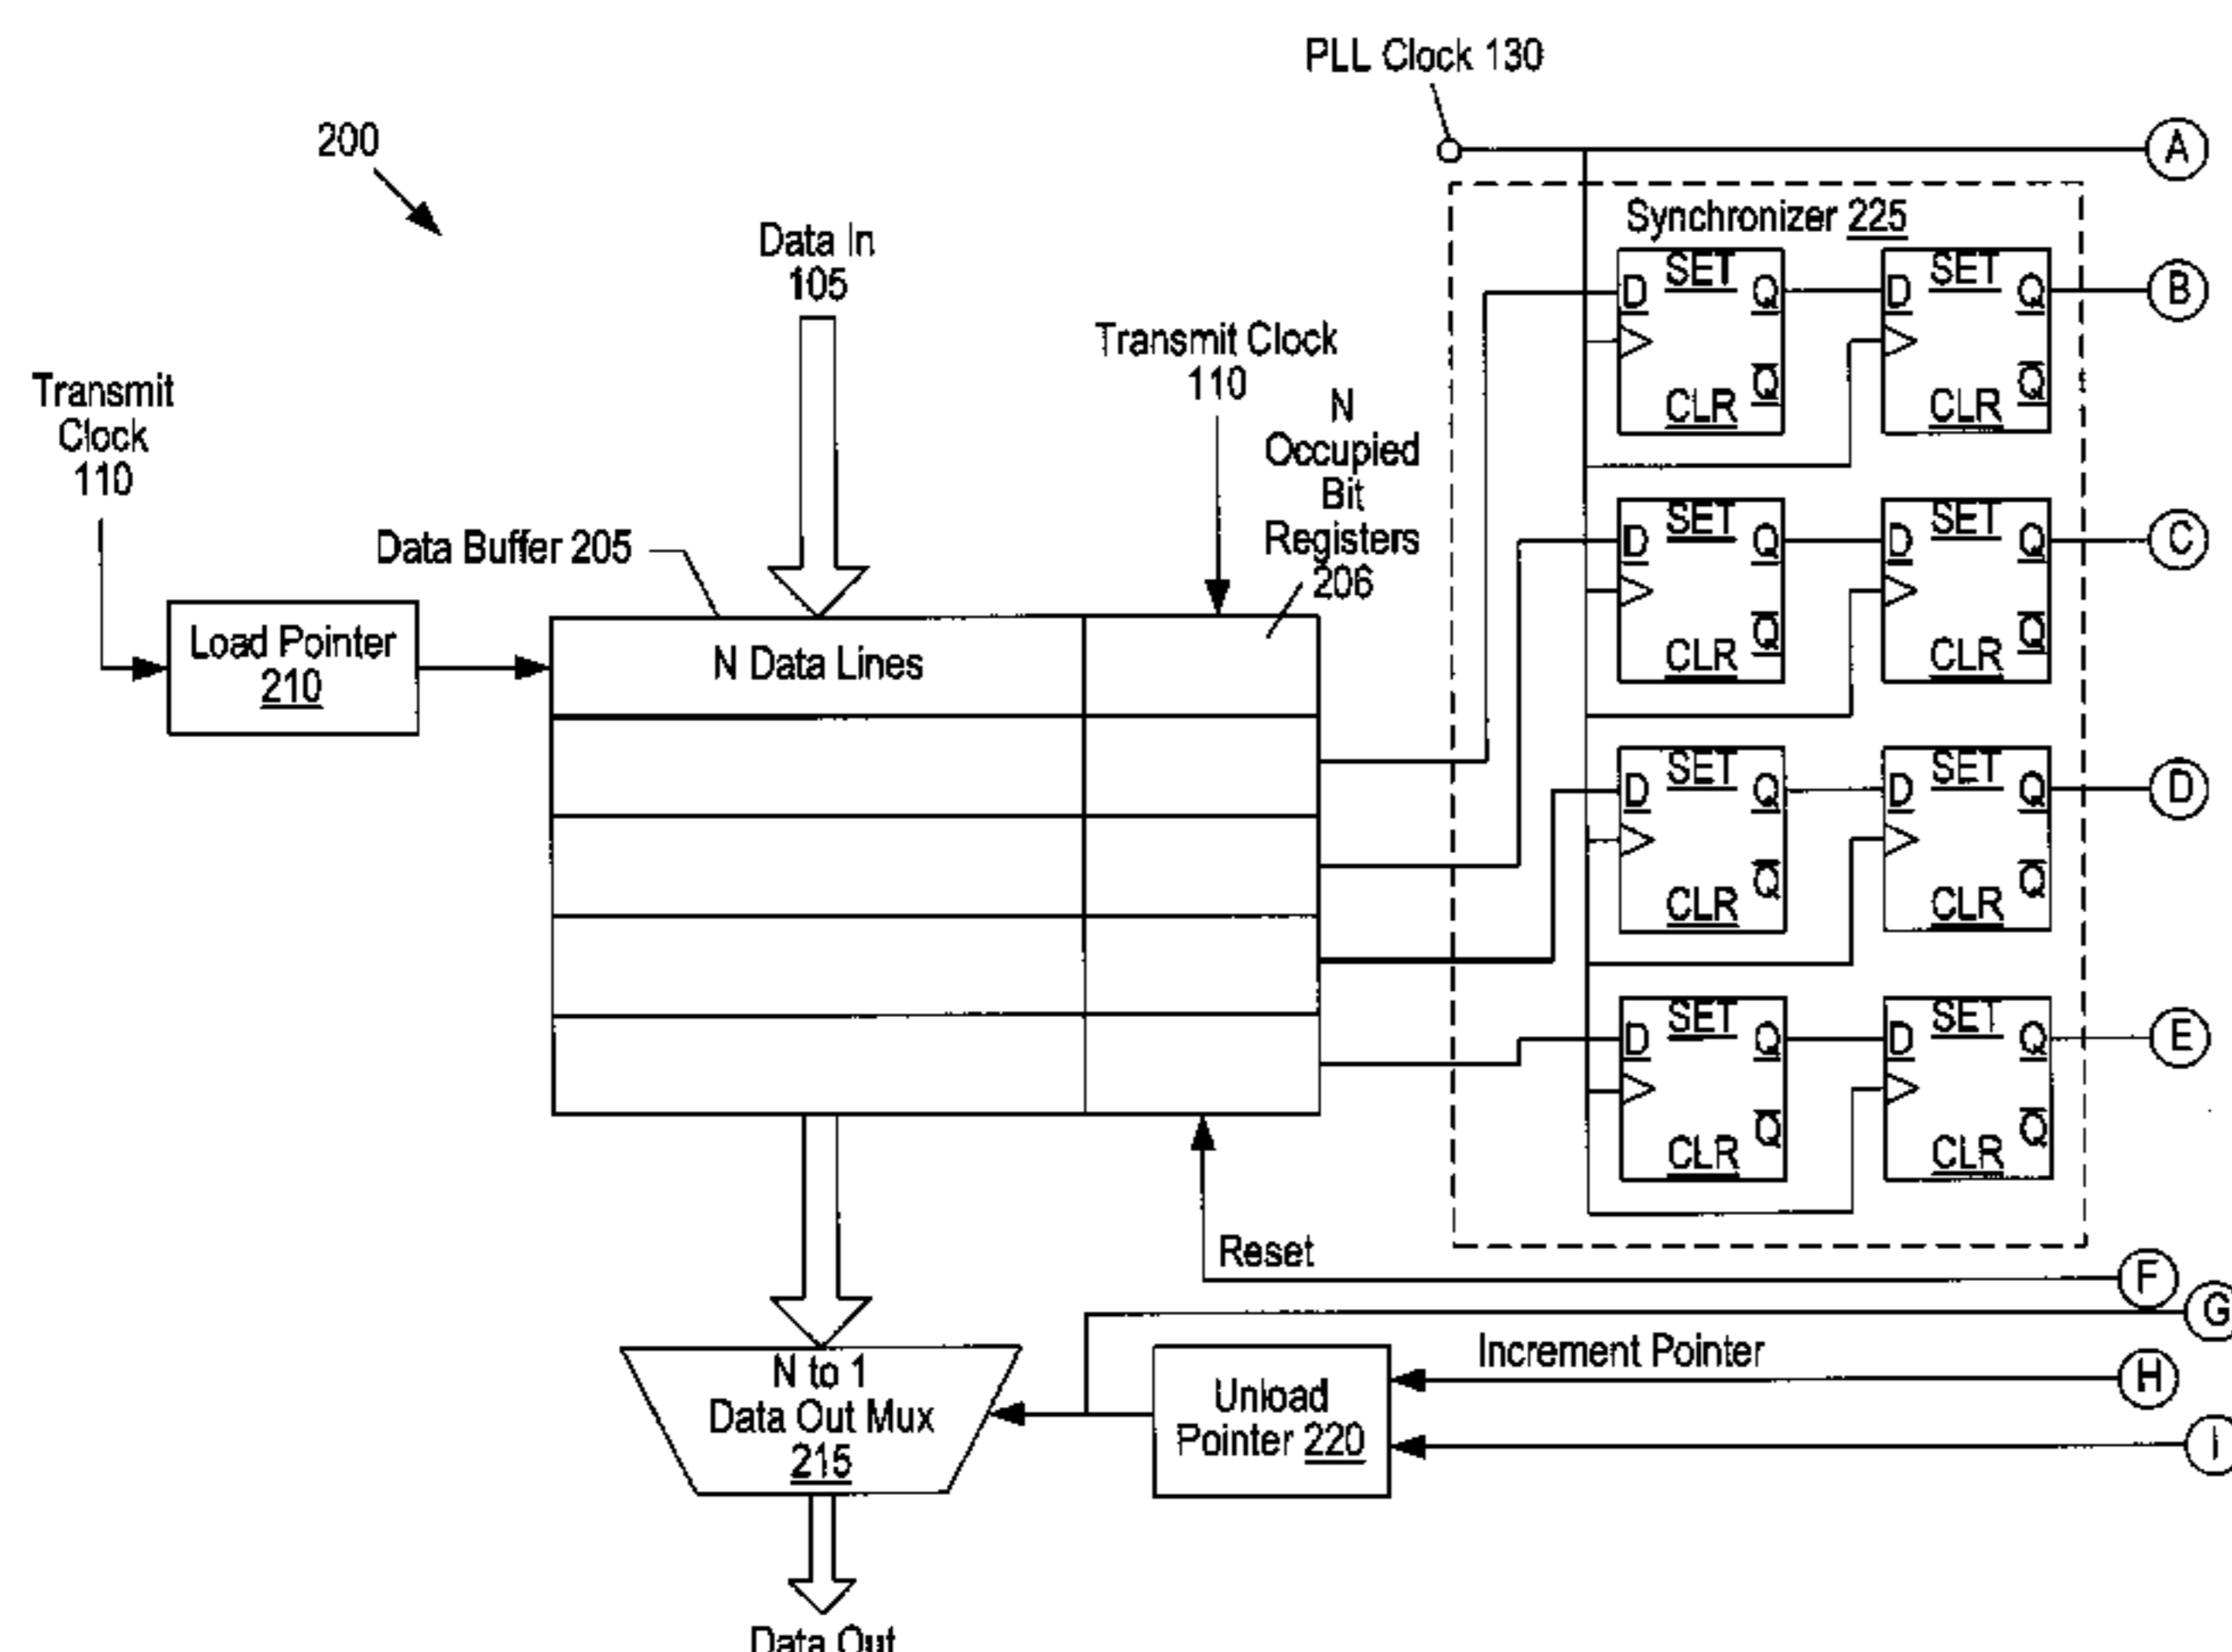 PLL Clock 130
200
A
Synchronizer 225
Data In
105
Transmit Clock
110
N
Occupied
Bit
Registers
206
Transmit
Clock
110
Data Buffer 205
Load Pointer
210
N Data Lines
D SET Q
Q
CLR
D SET Q
Q
CLR
B
D SET Q
Q
CLR
D SET Q
Q
CLR
C
D SET Q
Q
CLR
D SET Q
Q
CLR
D
D SET Q
Q
CLR
D SET Q
Q
CLR
E
Reset
F
G
Increment Pointer
H
I
N to 1
Data Out Mux
215
Unload
Pointer 220
Data Out